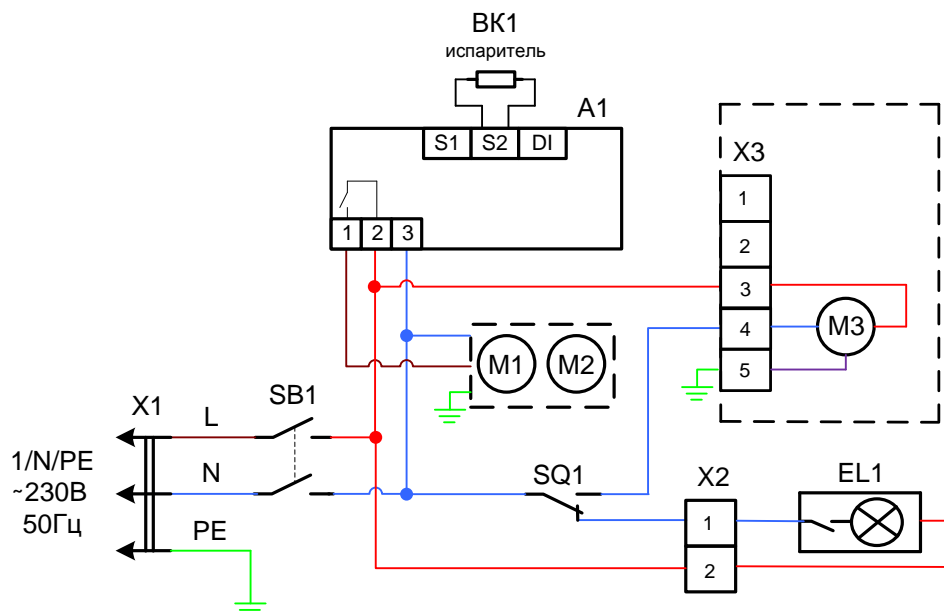 ВК1
испаритель
A1
S1 S2 DI
1 2 3
X3
1
2
3
4
5
M3
M1 M2
X1
L
SB1
1/N/PE
~230В
50Гц
N
PE
SQ1
X2
1
2
EL1